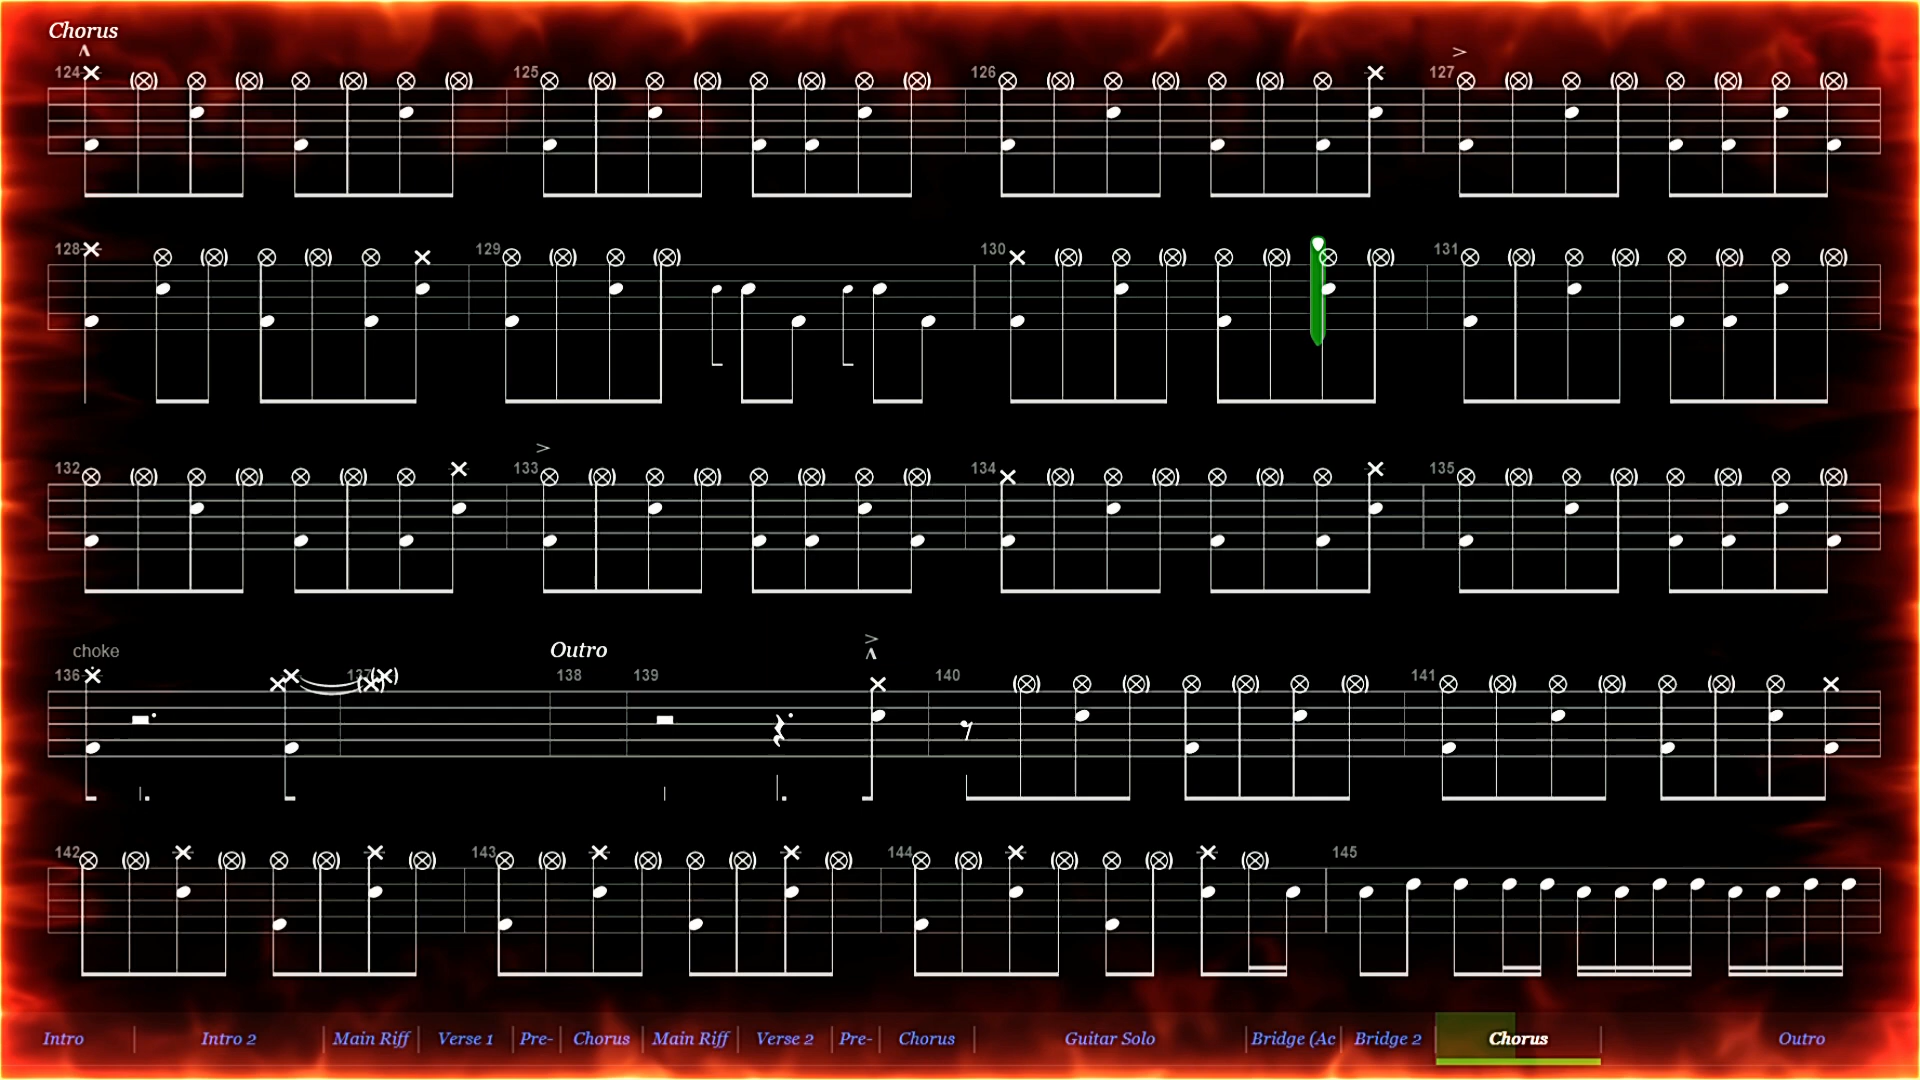 Chorus
124 125 126 127
128 129 130 131
132 133 134 135
choke
Outro
136 137 138 139 140 141
142 143 144 145
Intro Intro 2 Main Riff Verse 1 Pre- Chorus Main Riff Verse 2 Pre- Chorus Guitar Solo Bridge (Ac Bridge 2 Chorus Outro